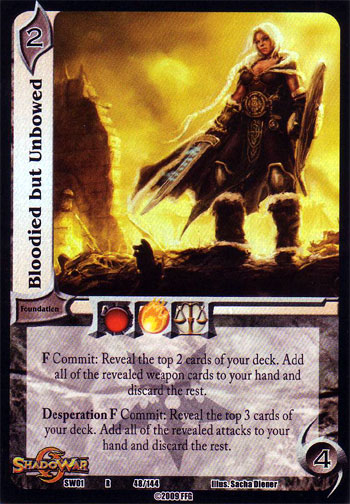 2
Bloodied but Unbowed
Foundation
F Commit: Reveal the top 2 cards of your deck. Add
all of the revealed weapon cards to your hand and
discard the rest.
Desperation F Commit: Reveal the top 3 cards of
your deck. Add all of the revealed attacks to your
hand and discard the rest.
SHADOWAR
4
SW01 R 48/144 Illus. Sacha Diener
©2009 FFG